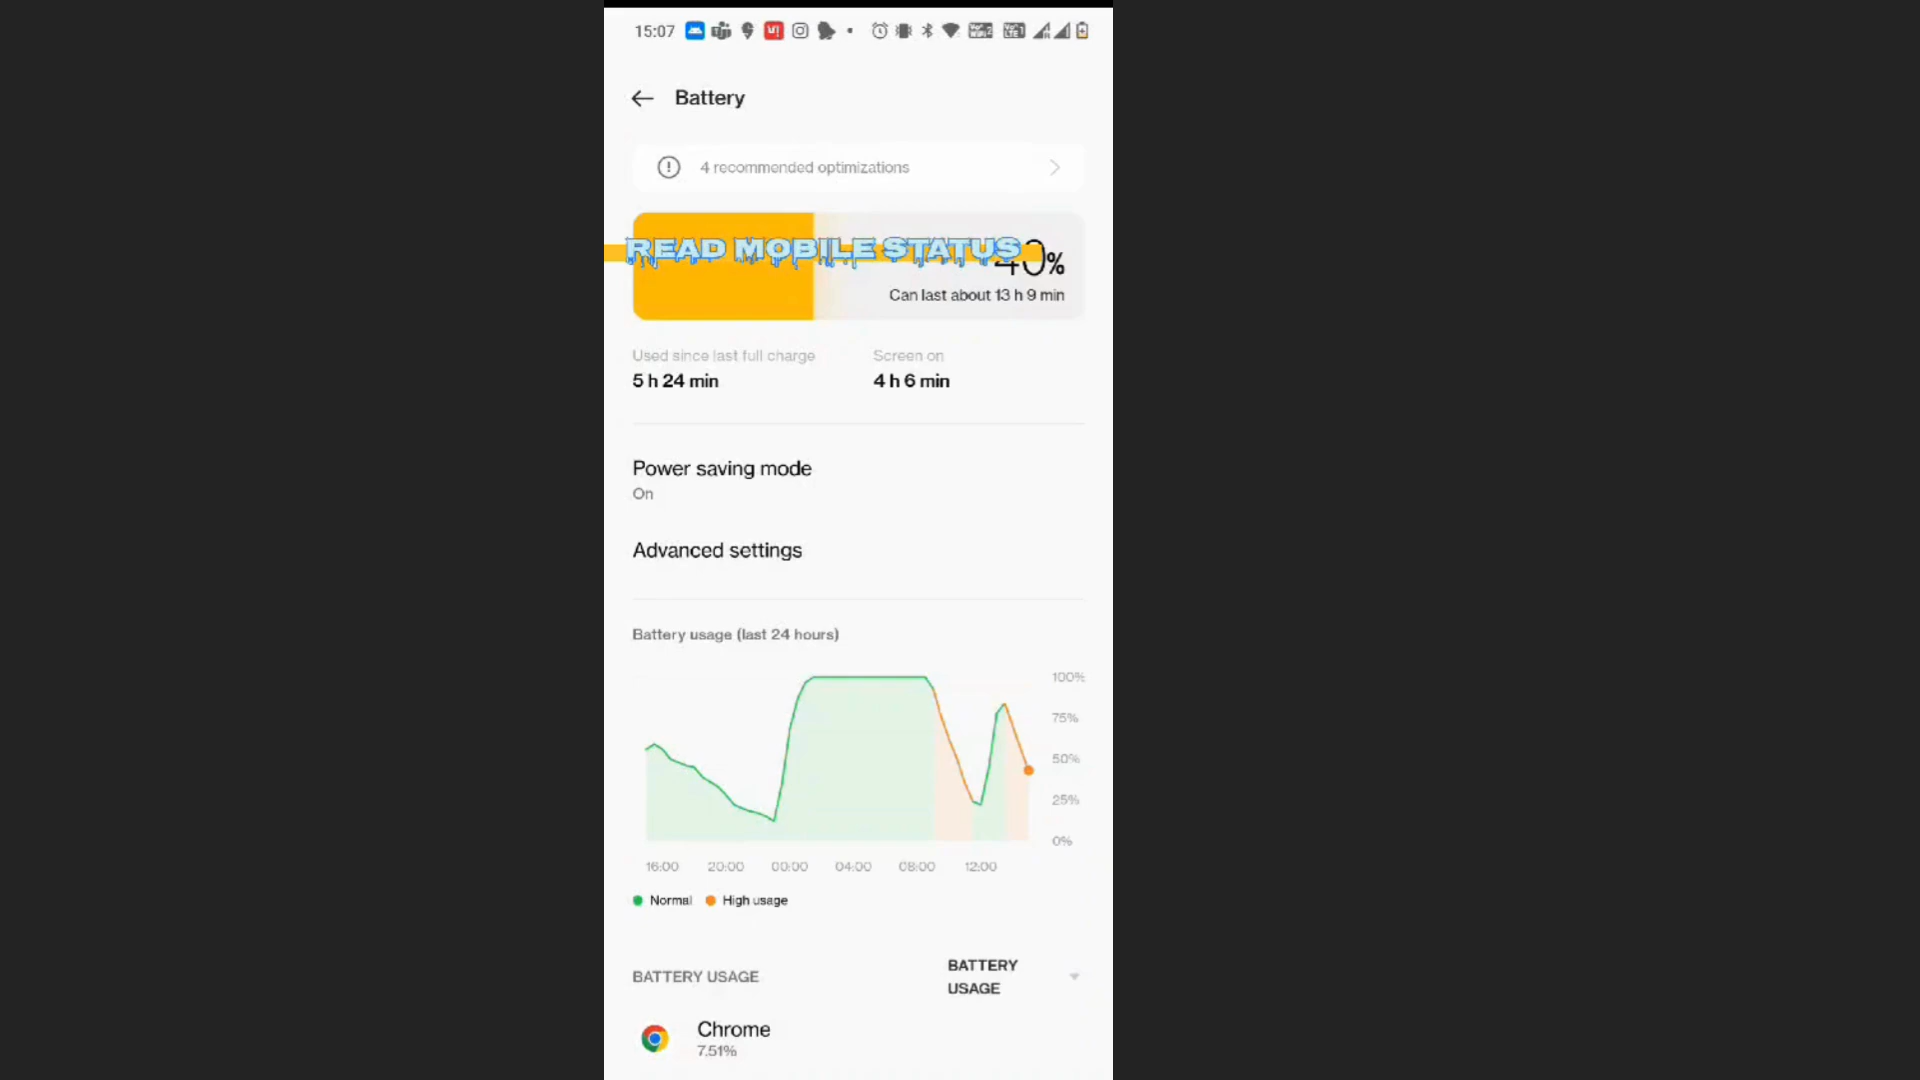 15:07
Battery
4 recommended optimizations
READ MOBILE STATUS
40%
Can last about 13 h 9 min
Used since last full charge
Screen on
5 h 24 min
4 h 6 min
Power saving mode
On
Advanced settings
Battery usage (last 24 hours)
100%
75%
50%
25%
0%
16:00 20:00 00:00 04:00 08:00 12:00
Normal High usage
BATTERY USAGE
BATTERY
USAGE
Chrome
7.51%